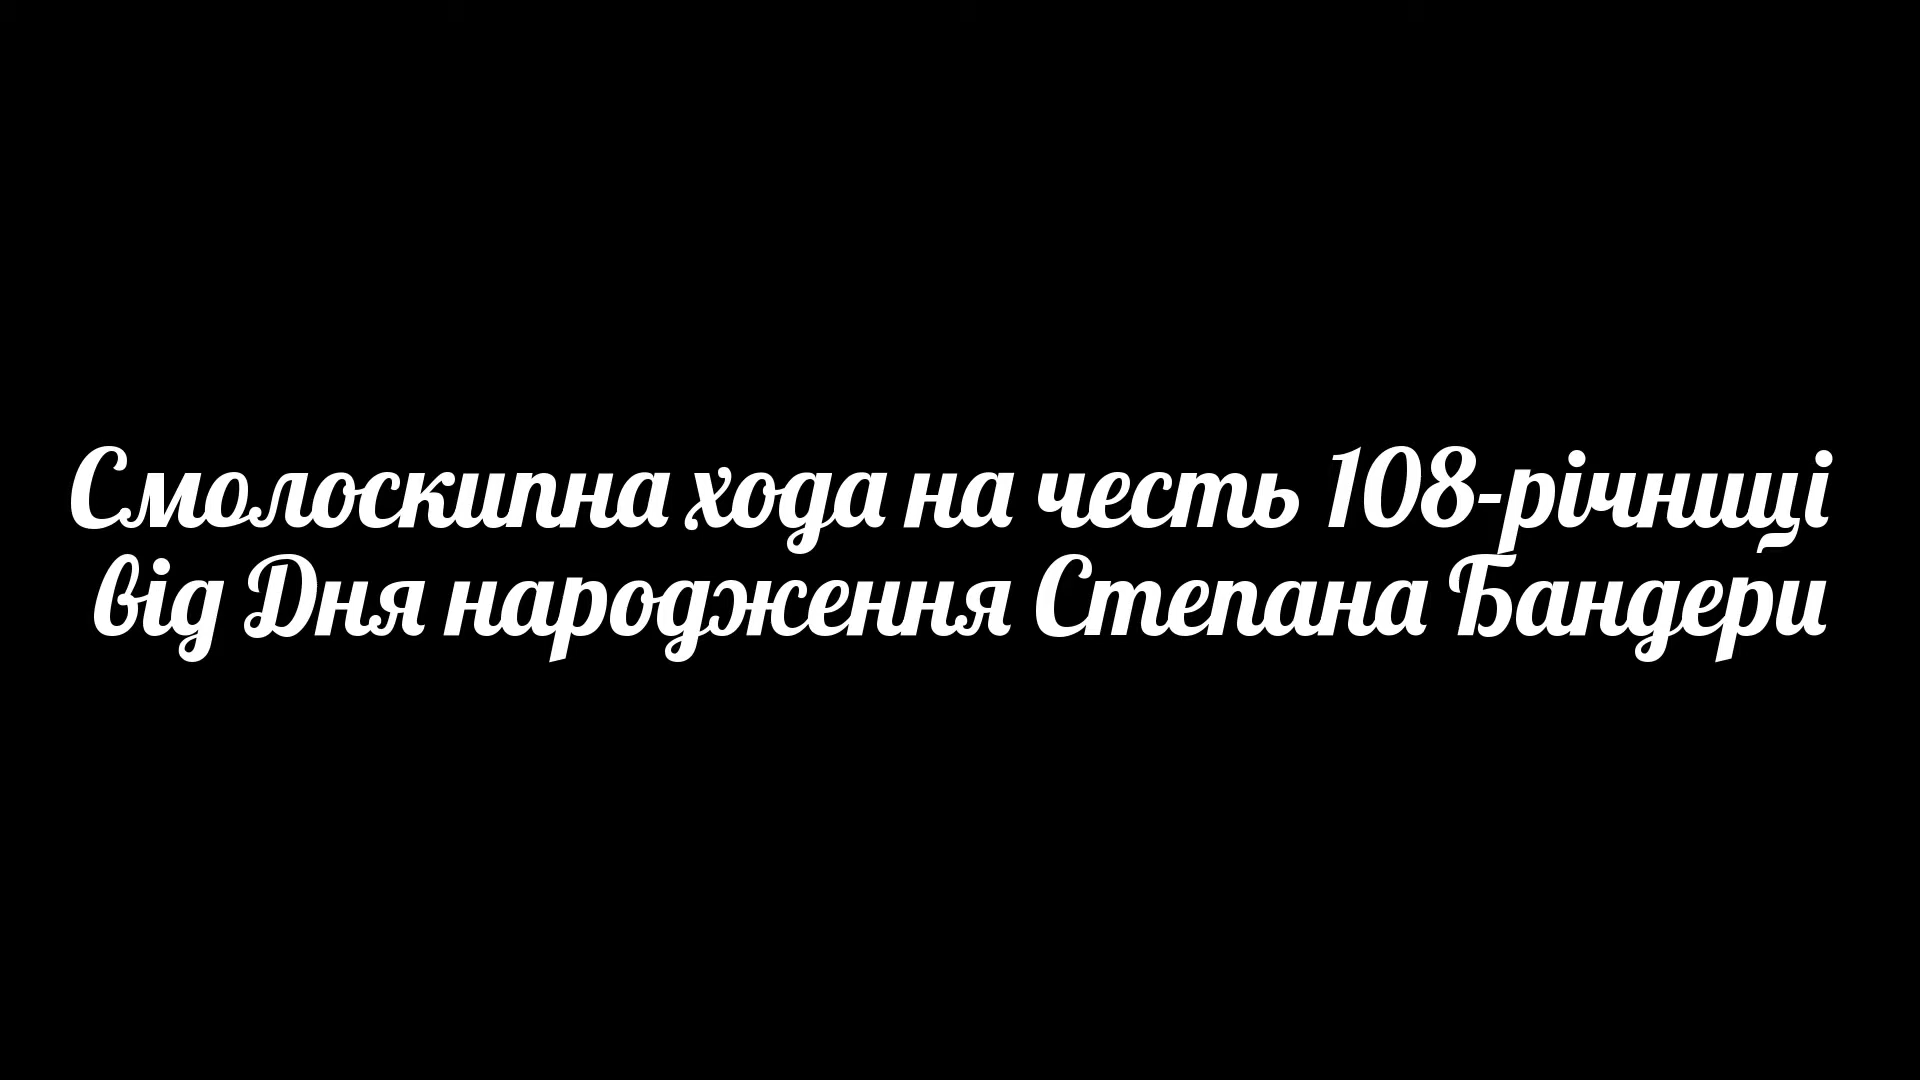 Смолоскипна хода на честь 108-річниці
від Дня народження Степана Бандери